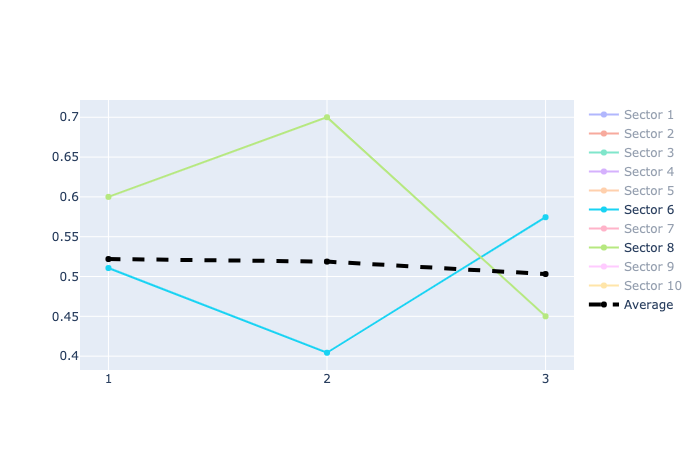 0.7
0.65
0.6
0.55
0.5
0.45
0.4
1
2
3
Sector 1
Sector 2
Sector 3
Sector 4
Sector 5
Sector 6
Sector 7
Sector 8
Sector 9
Sector 10
Average